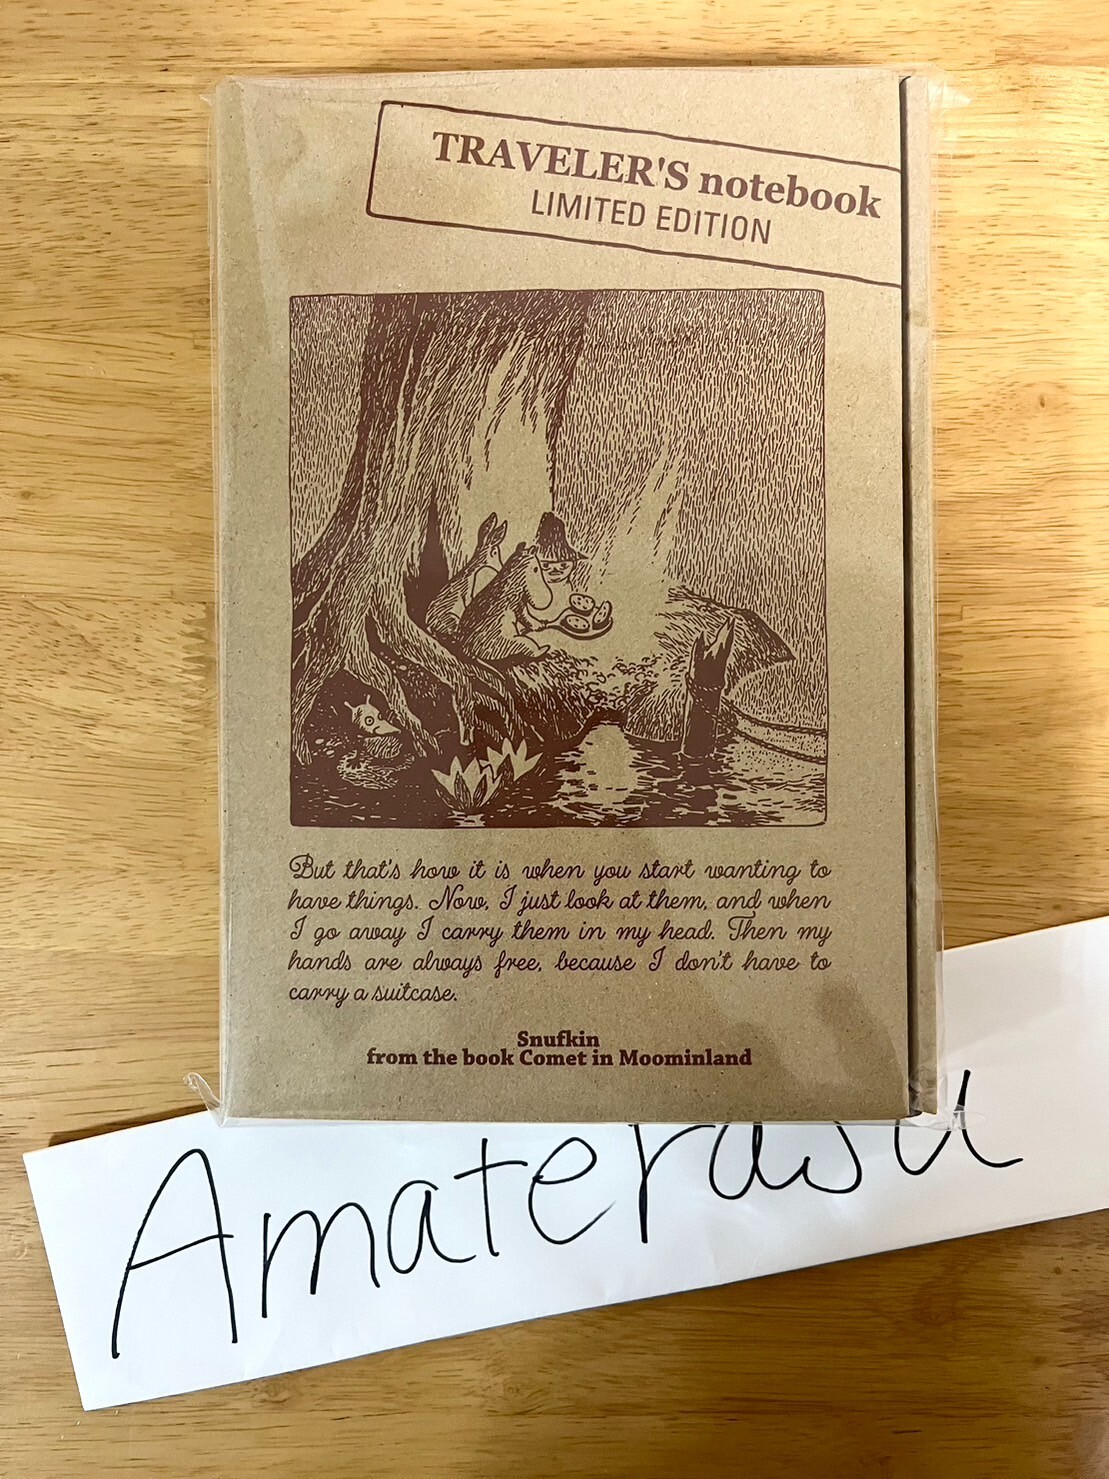 TRAVELER'S notebook
LIMITED EDITION
But that's how it is when you start wanting to
have things. Now, I just look at them, and when
I go away I carry them in my head. Then my
hands are always free, because I don't have to
carry a suitcase.
Snufkin
from the book Comet in Moominland
Amaterasu